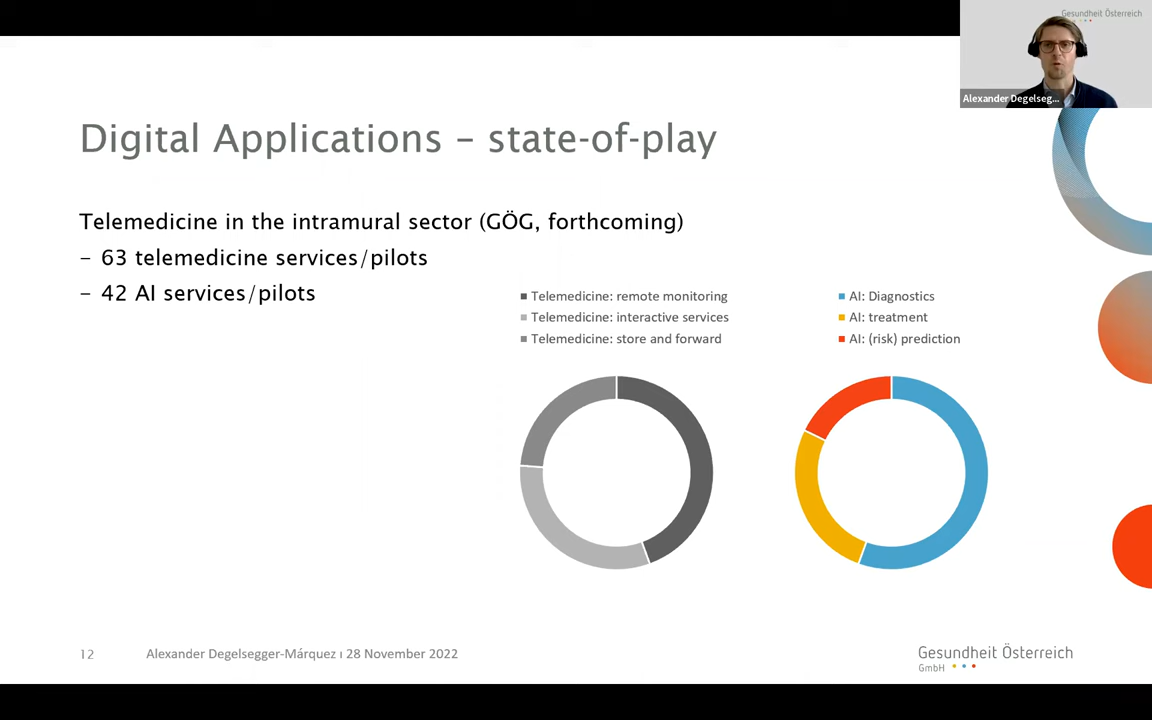 Gesundheit Österreich
Alexander Degelseg...
Digital Applications – state-of-play
Telemedicine in the intramural sector (GÖG, forthcoming)
– 63 telemedicine services/pilots
– 42 AI services/pilots
Telemedicine: remote monitoring
Telemedicine: interactive services
Telemedicine: store and forward
AI: Diagnostics
AI: treatment
AI: (risk) prediction
12
Alexander Degelsegger-Márquez ı 28 November 2022
Gesundheit Österreich
GmbH